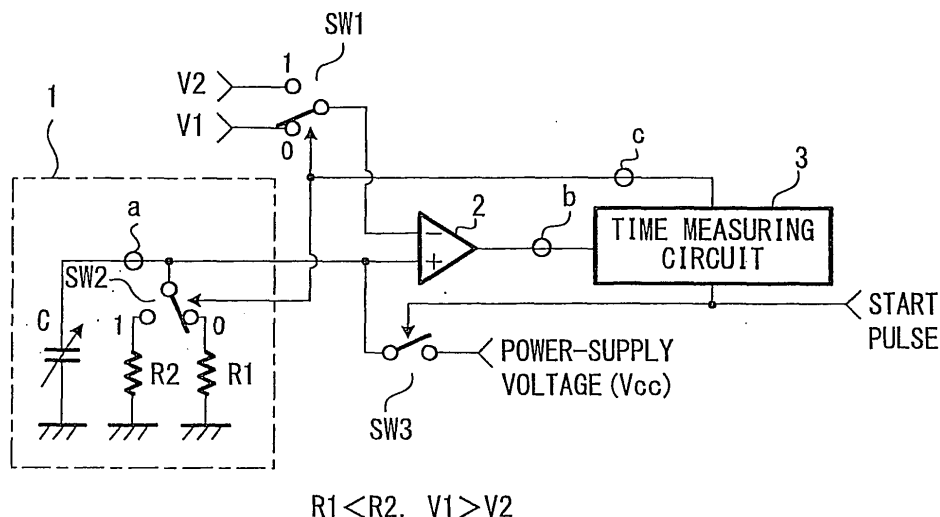 SW1
V2
1
V1
0
1
c
3
a
2
b
TIME MEASURING
CIRCUIT
SW2
C
1
0
R2
R1
START
PULSE
POWER-SUPPLY
VOLTAGE (Vcc)
SW3
R1<R2, V1>V2